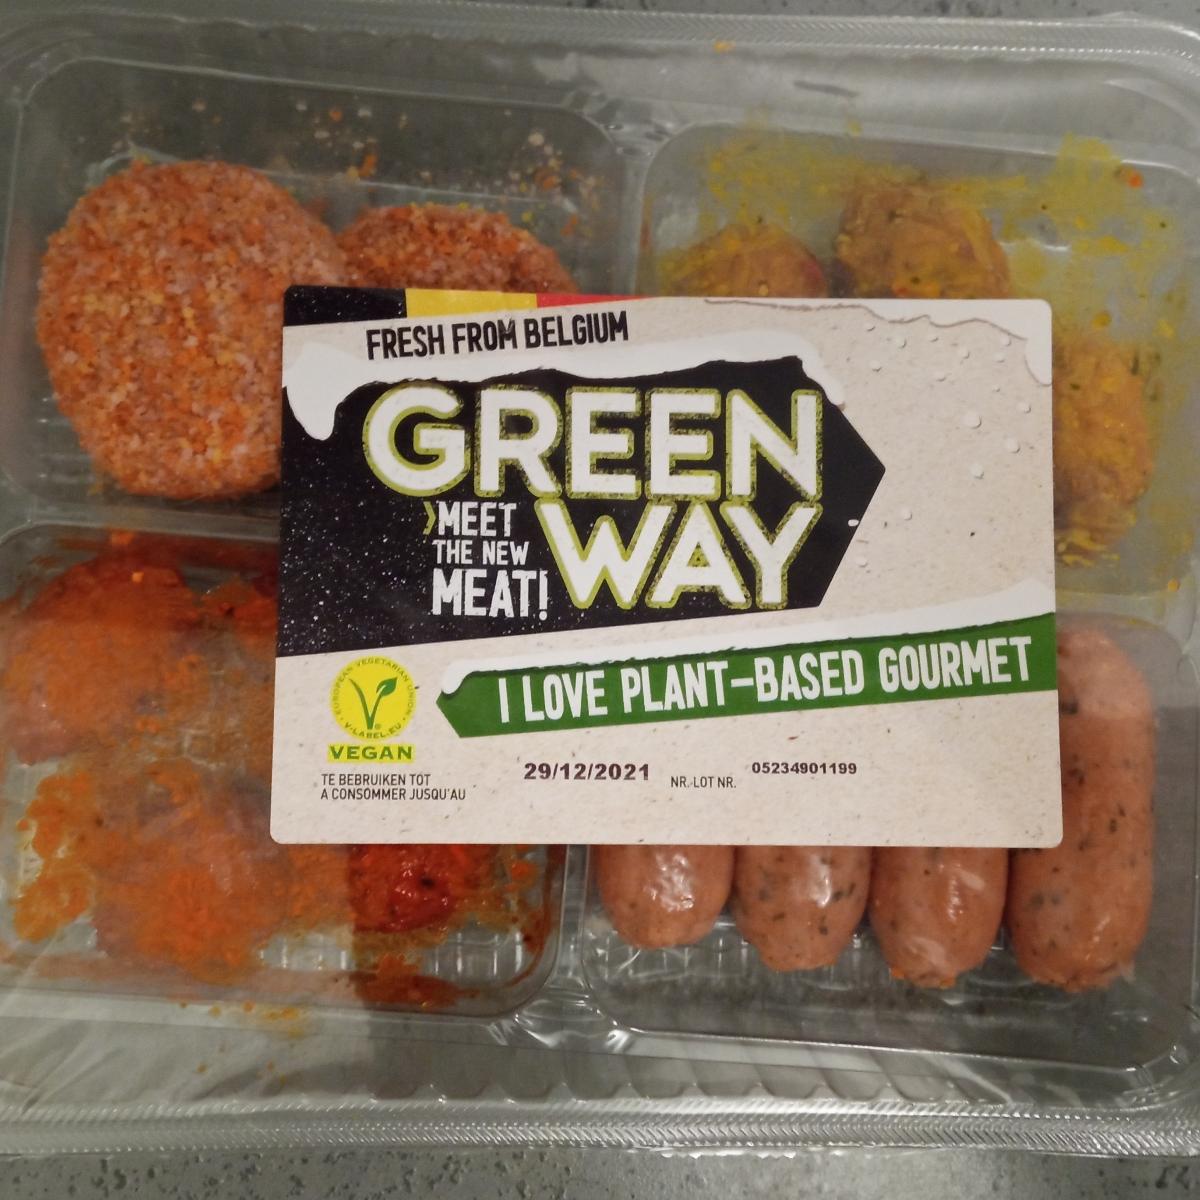 FRESH FROM BELGIUM
GREEN
›MEET
THE NEW
MEAT!
WAY
I LOVE PLANT-BASED GOURMET
EUROPEAN VEGETARIAN UNION
V-LABEL.EU
VEGAN
TE BEBRUIKEN TOT
A CONSOMMER JUSQU'AU
29/12/2021
NR.-LOT NR.
05234901199